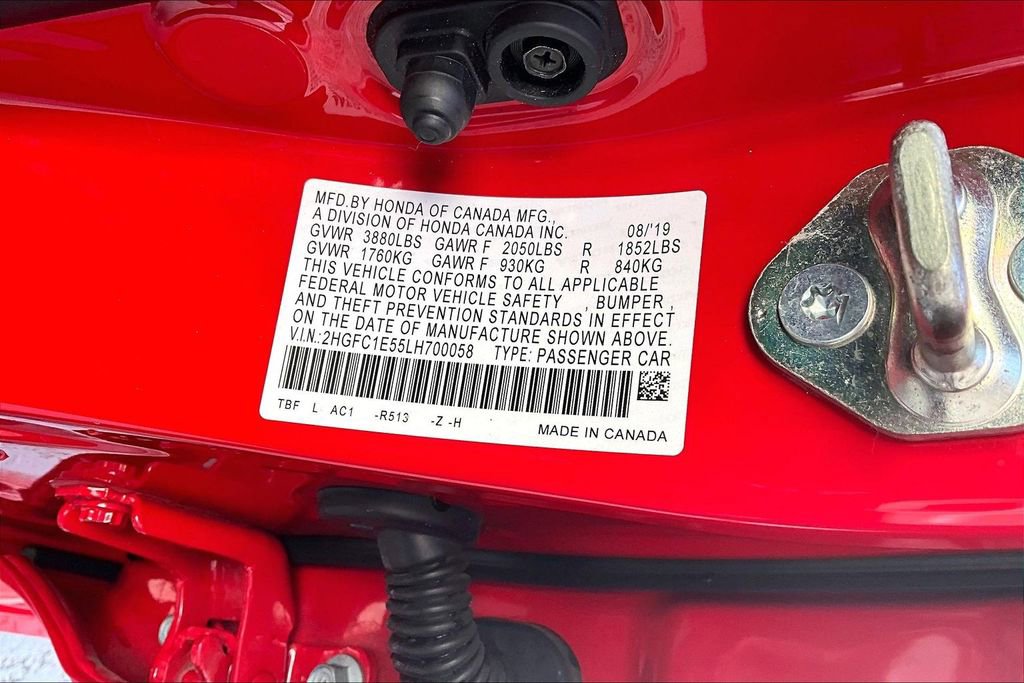 MFD.BY HONDA OF CANADA MFG.,
A DIVISION OF HONDA CANADA INC. 08/'19
GVWR 3880LBS GAWR F 2050LBS R 1852LBS
GVWR 1760KG GAWR F 930KG R 840KG
THIS VEHICLE CONFORMS TO ALL APPLICABLE
FEDERAL MOTOR VEHICLE SAFETY , BUMPER ,
AND THEFT PREVENTION STANDARDS IN EFFECT
ON THE DATE OF MANUFACTURE SHOWN ABOVE.
V.I.N.:2HGFC1E55LH700058 TYPE: PASSENGER CAR
TBF L AC1 -R513 -Z -H
MADE IN CANADA